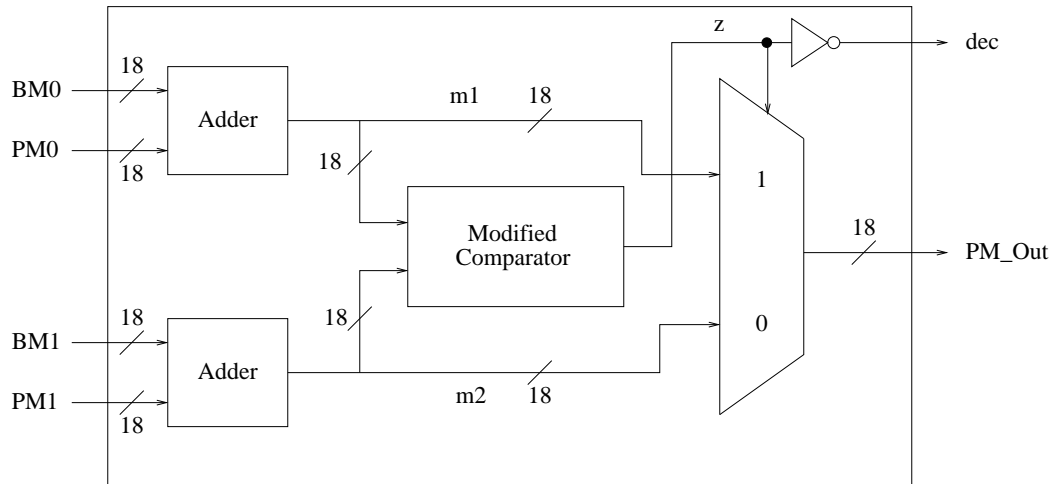 z
dec
18
BM0
Adder
m1
18
PM0
18
18
1
Modified
Comparator
18
PM_Out
18
BM1
18
0
Adder
PM1
18
m2
18